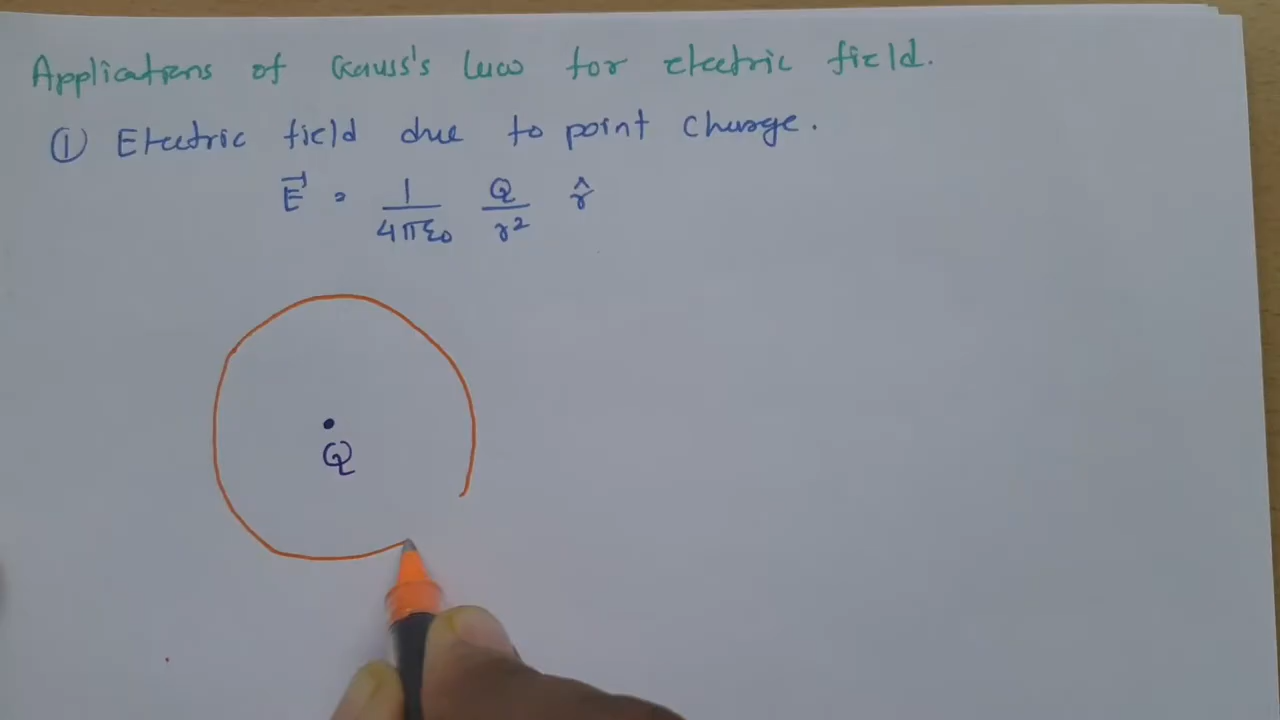 Applications of Gauss's Law for electric field.
① Electric field due to point charge.
E⃗ = 1/4πε₀ Q/r² r̂
Q